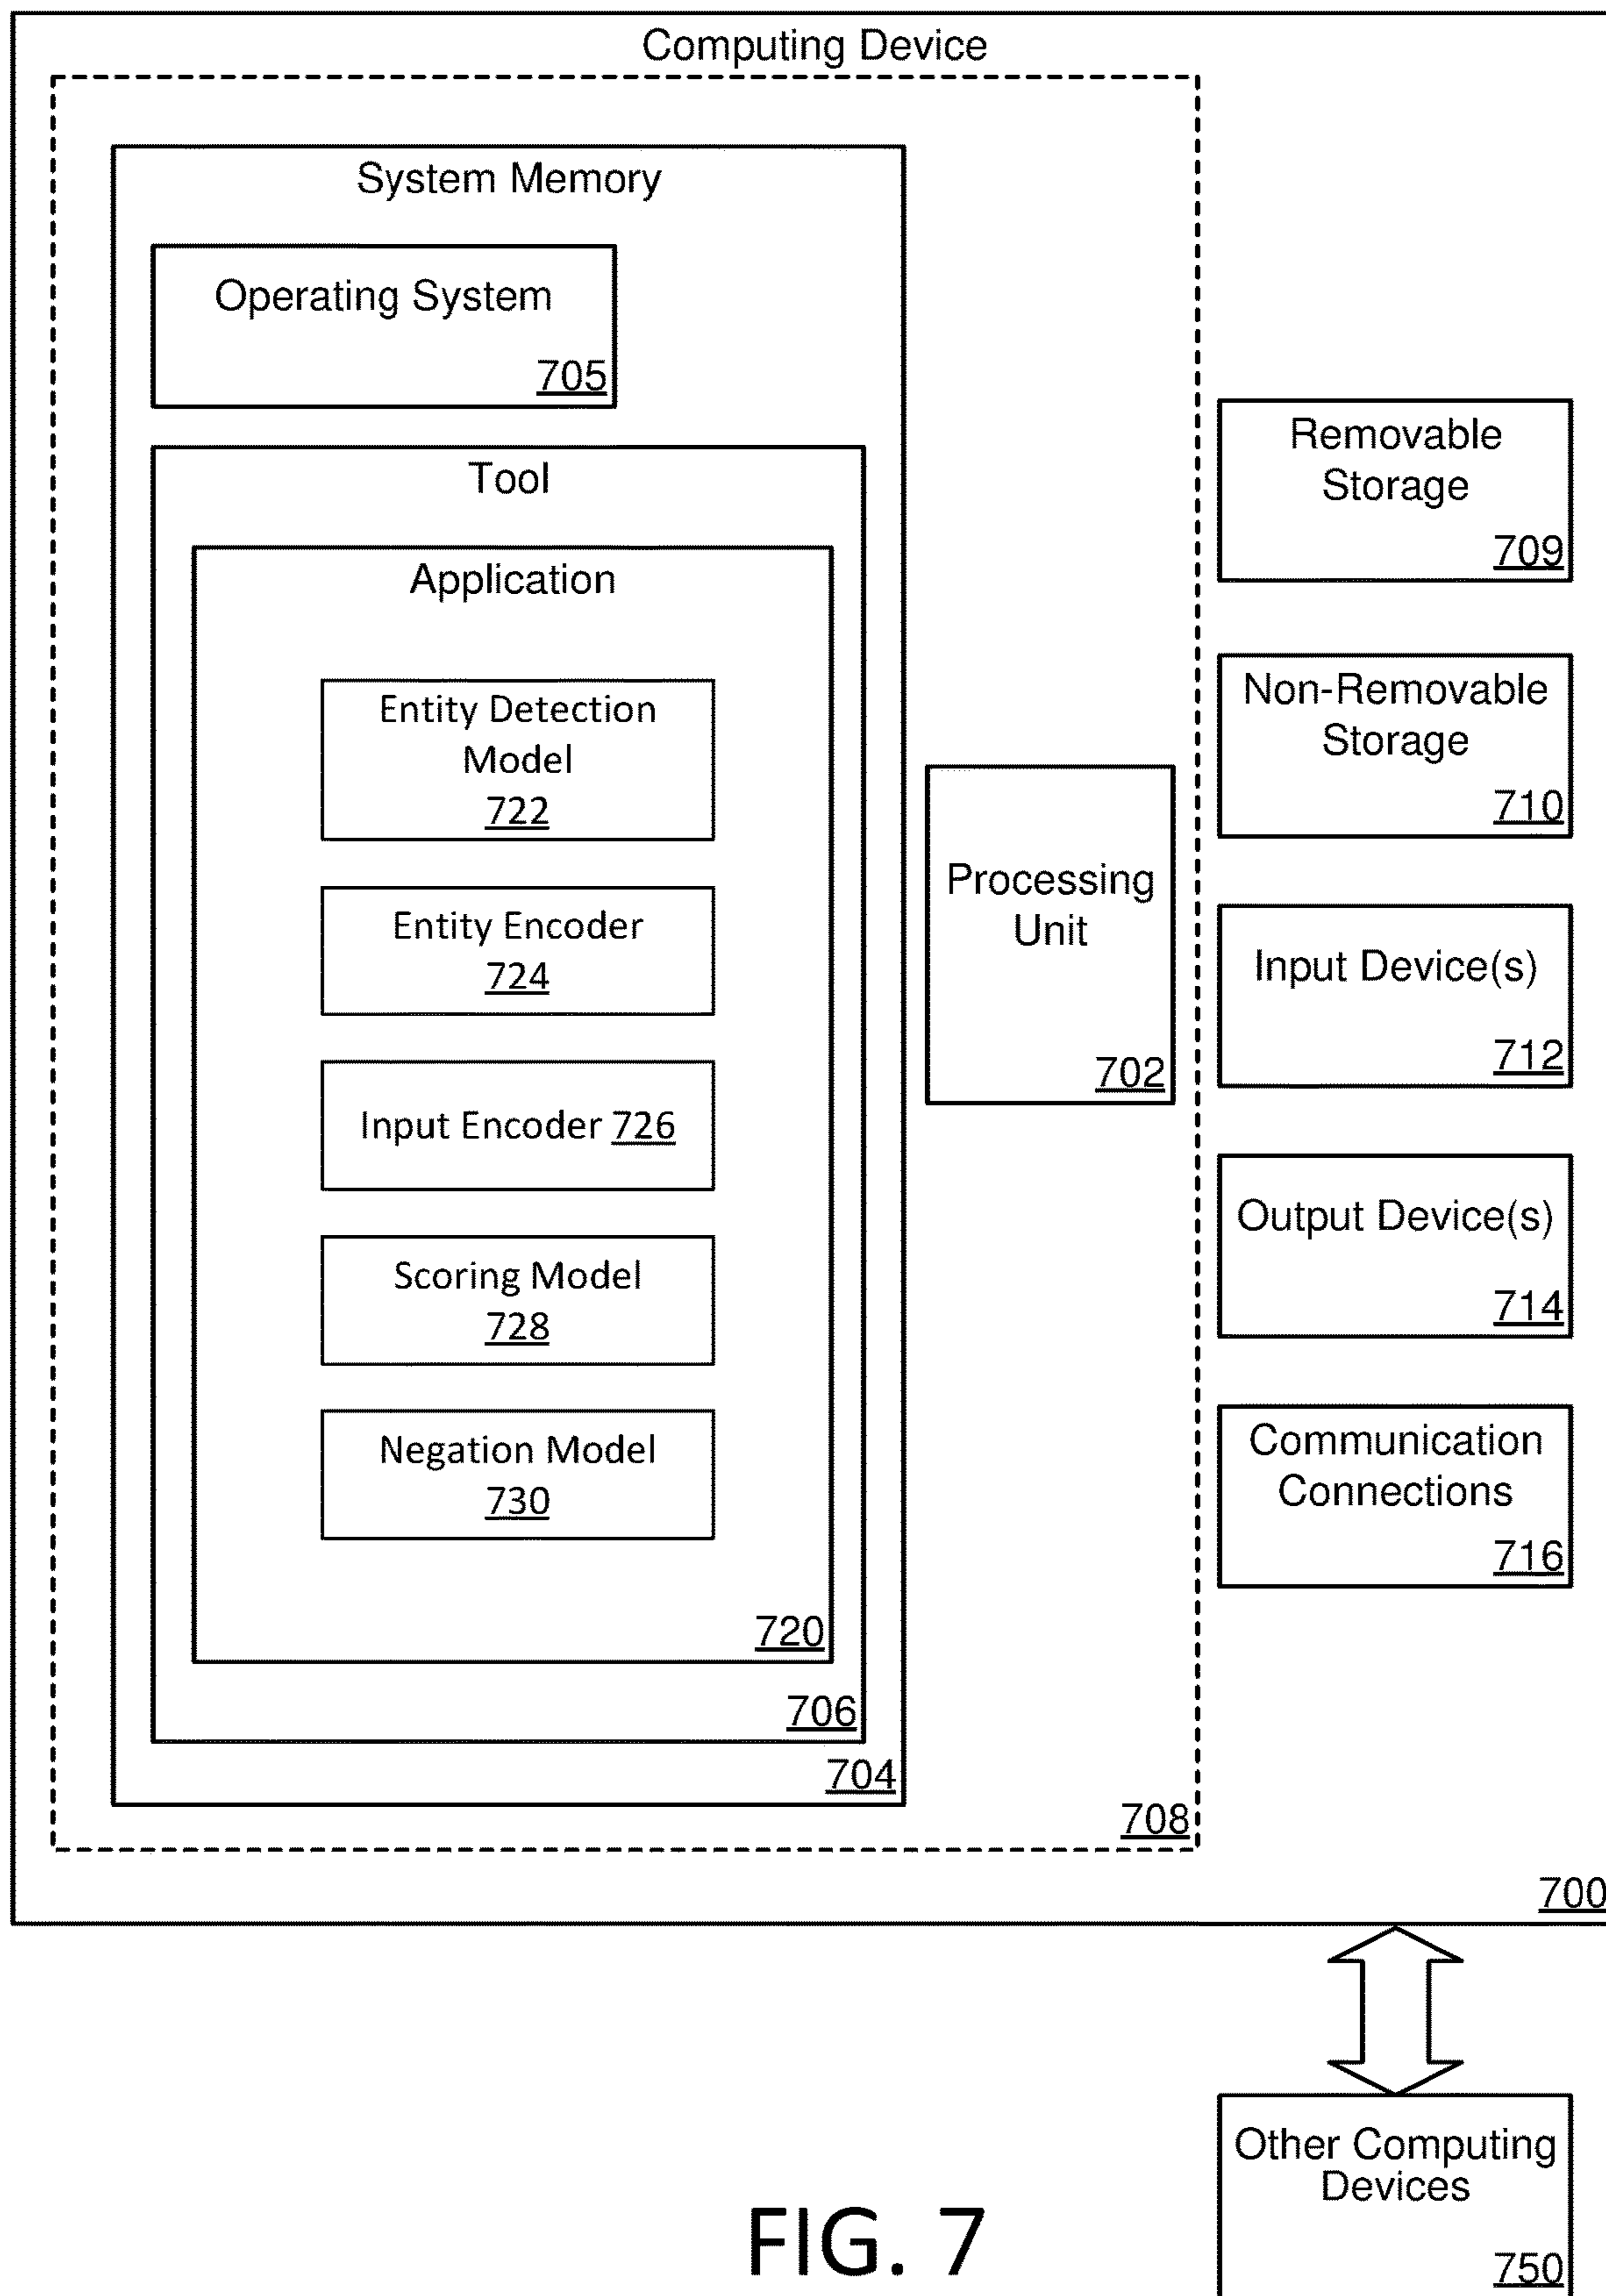 Computing Device
System Memory
Operating System
705
Tool
Application
Entity Detection
Model
722
Entity Encoder
724
Input Encoder 726
Scoring Model
728
Negation Model
730
720
706
704
Processing
Unit
702
708
Removable
Storage
709
Non-Removable
Storage
710
Input Device(s)
712
Output Device(s)
714
Communication
Connections
716
700
Other Computing
Devices
750
FIG. 7